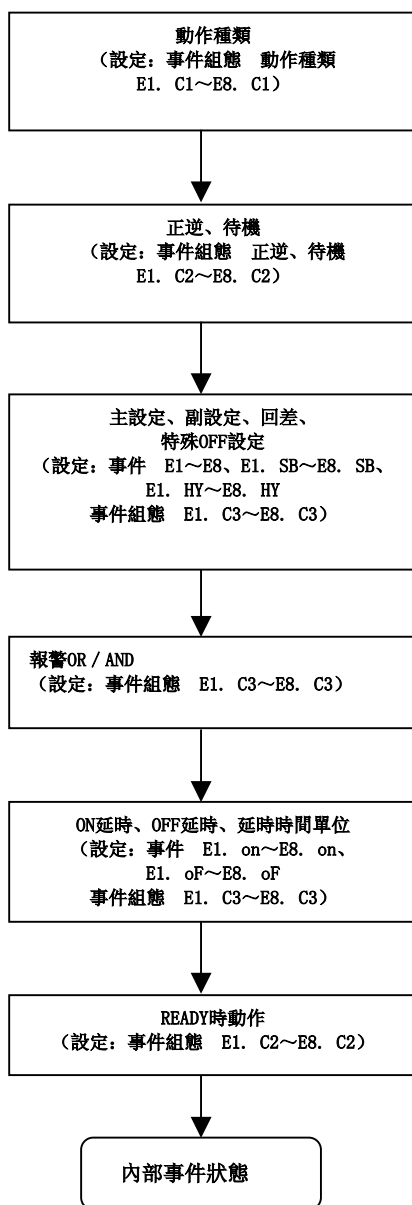 動作種類
（設定：事件組態　動作種類
E1. C1～E8. C1）
正逆、待機
（設定：事件組態　正逆、待機
E1. C2～E8. C2）
主設定、副設定、回差、
特殊OFF設定
（設定：事件　E1～E8、E1. SB～E8. SB、
E1. HY～E8. HY
事件組態　E1. C3～E8. C3）
報警OR／AND
（設定：事件組態　E1. C3～E8. C3）
ON延時、OFF延時、延時時間單位
（設定：事件　E1. on～E8. on、
E1. oF～E8. oF
事件組態　E1. C3～E8. C3）
READY時動作
（設定：事件組態　E1. C2～E8. C2）
內部事件狀態